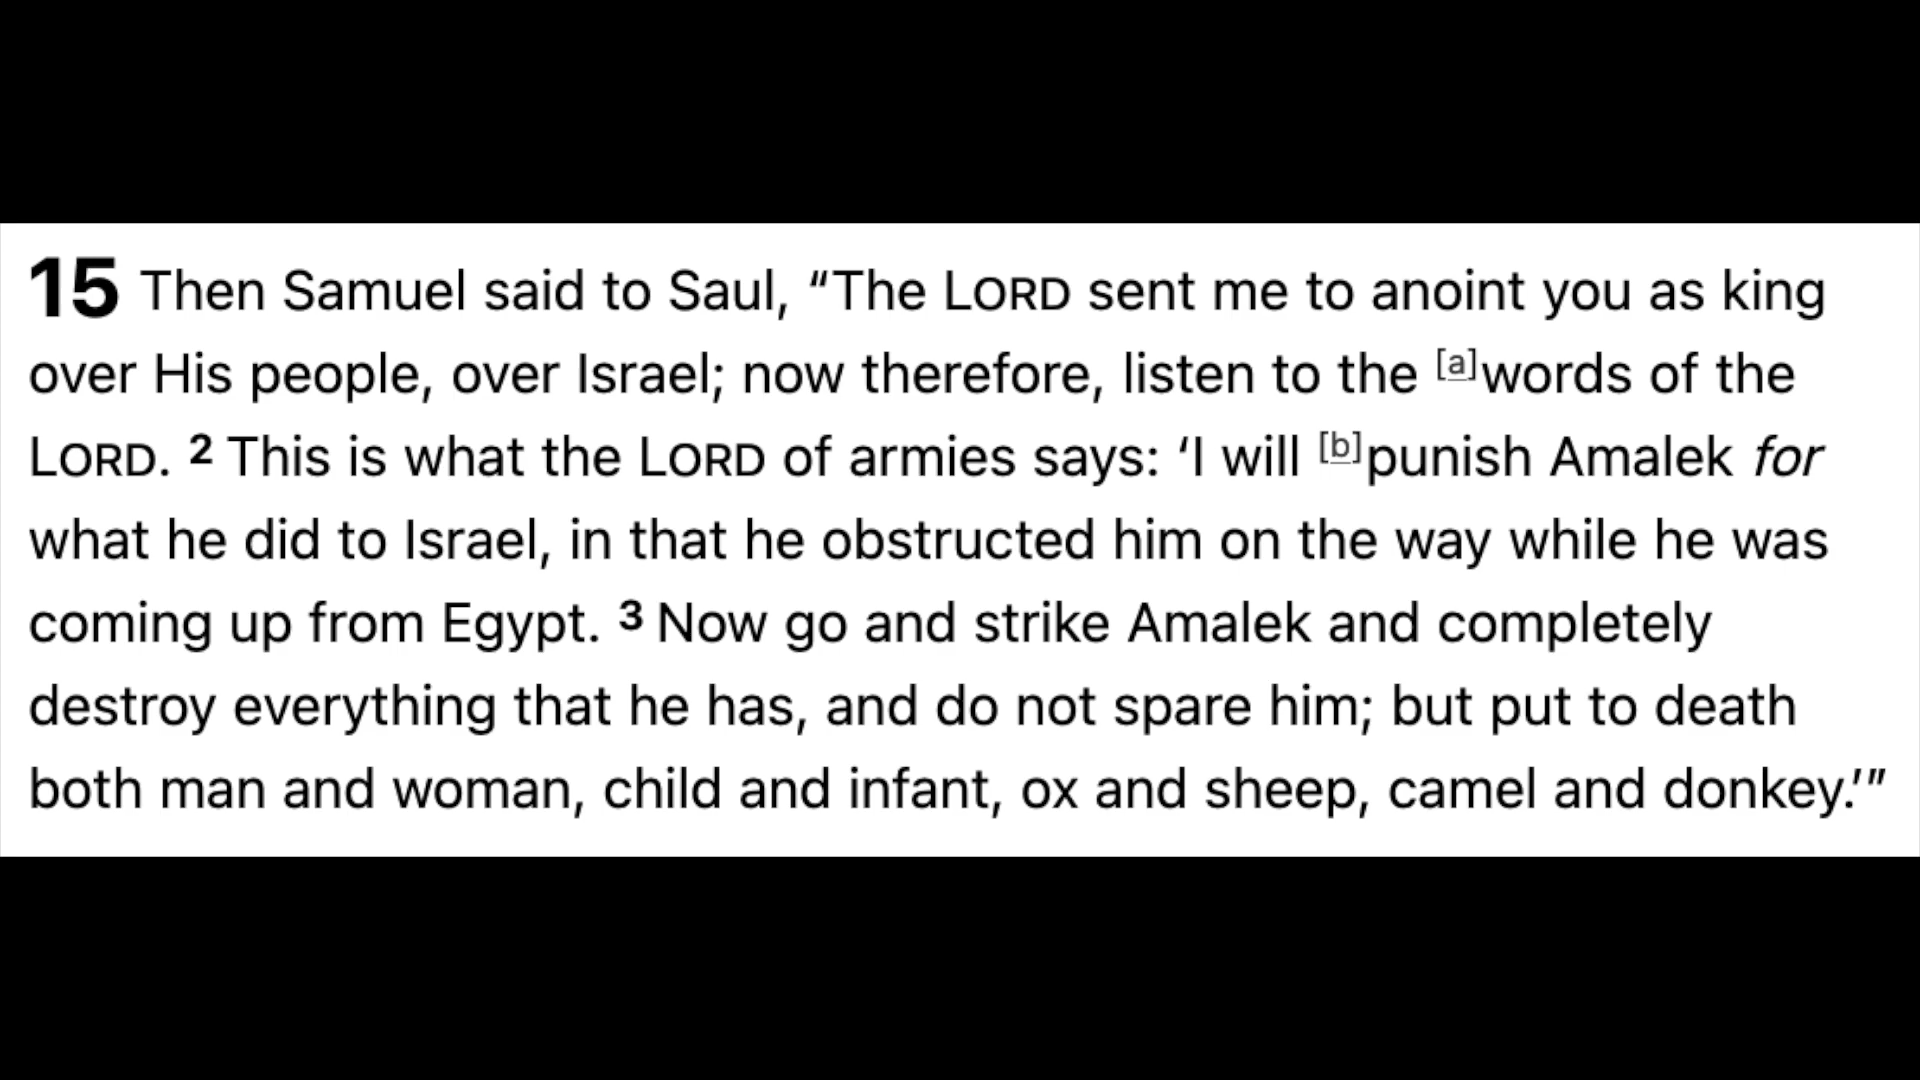 15 Then Samuel said to Saul, “The LORD sent me to anoint you as king
over His people, over Israel; now therefore, listen to the [a]words of the
LORD. 2 This is what the LORD of armies says: ‘I will [b]punish Amalek for
what he did to Israel, in that he obstructed him on the way while he was
coming up from Egypt. 3 Now go and strike Amalek and completely
destroy everything that he has, and do not spare him; but put to death
both man and woman, child and infant, ox and sheep, camel and donkey.’”